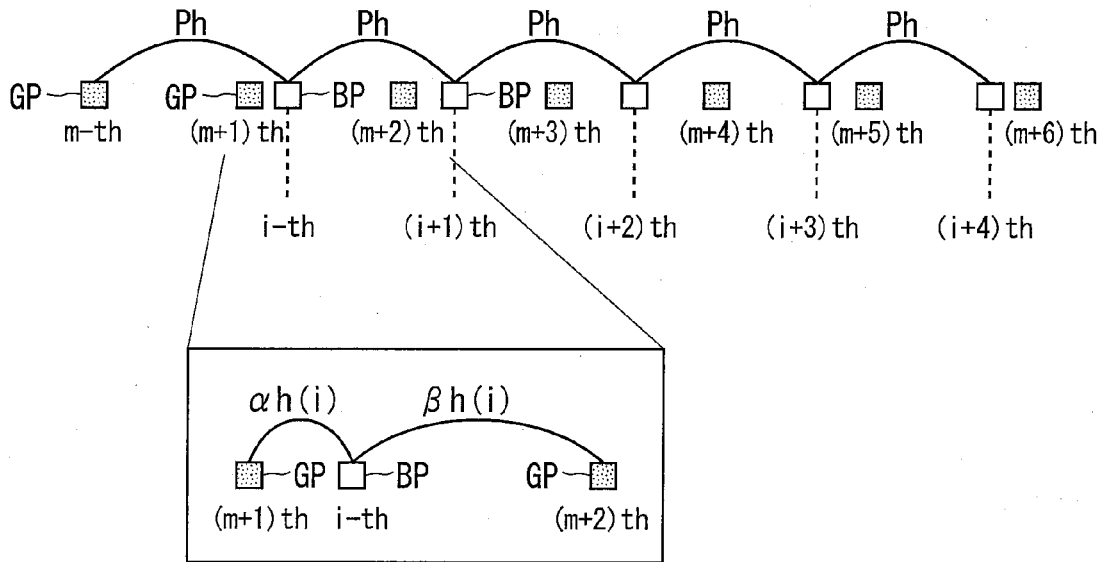 Ph Ph Ph Ph Ph
GP GP BP BP
m-th (m+1)th (m+2)th (m+3)th (m+4)th (m+5)th (m+6)th
i-th (i+1)th (i+2)th (i+3)th (i+4)th
αh(i) βh(i)
GP BP GP
(m+1)th i-th (m+2)th